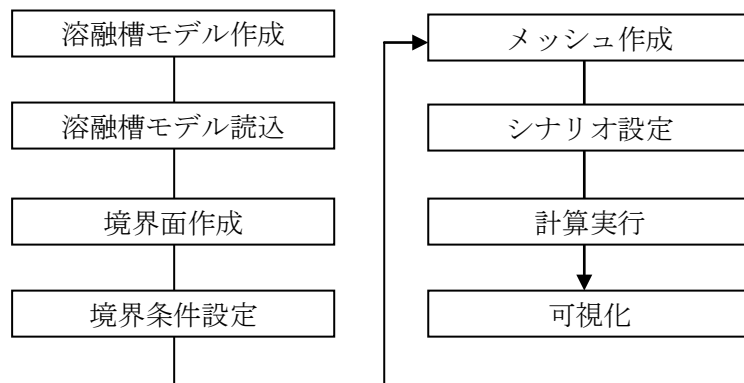 溶融槽モデル作成
溶融槽モデル読込
境界面作成
境界条件設定
メッシュ作成
シナリオ設定
計算実行
可視化